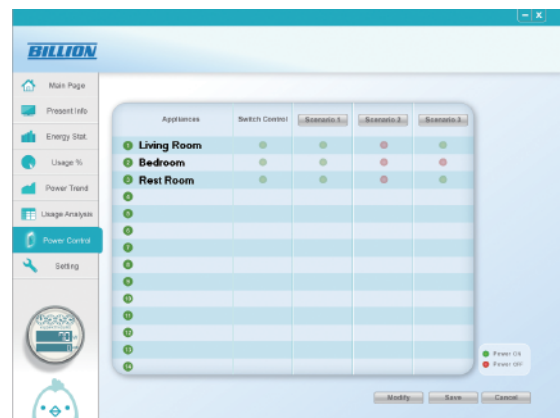 BILLION
Main Page
Present Info
Energy Stat.
Usage %
Power Trend
Usage Analysis
Power Control
Setting
Appliances Switch Control Scenario 1 Scenario 2 Scenario 3
1 Living Room
2 Bedroom
3 Rest Room
4
5
6
7
8
9
10
11
12
13
14
Power ON
Power OFF
Modify Save Cancel